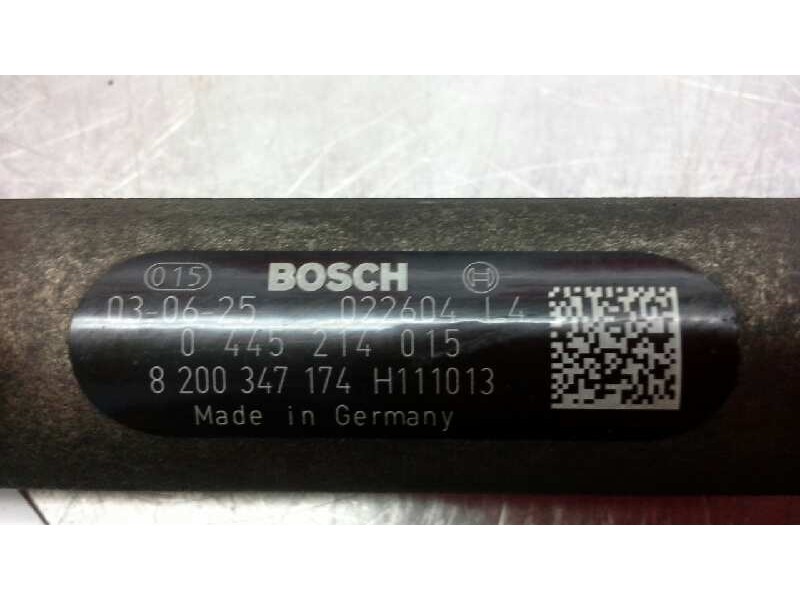 015 BOSCH
03-06-25 022604 L4
0 445 214 015
8 200 347 174 H111013
Made in Germany